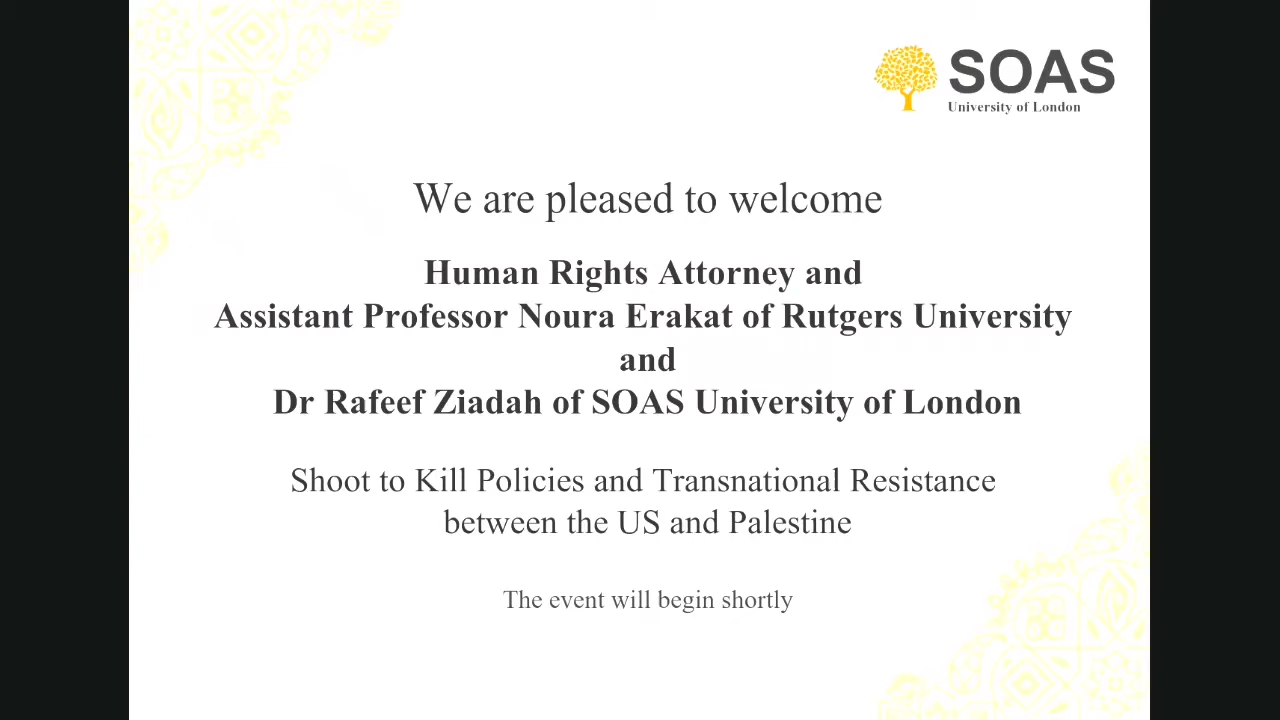 SOAS
University of London
We are pleased to welcome
Human Rights Attorney and
Assistant Professor Noura Erakat of Rutgers University
and
Dr Rafeef Ziadah of SOAS University of London
Shoot to Kill Policies and Transnational Resistance
between the US and Palestine
The event will begin shortly